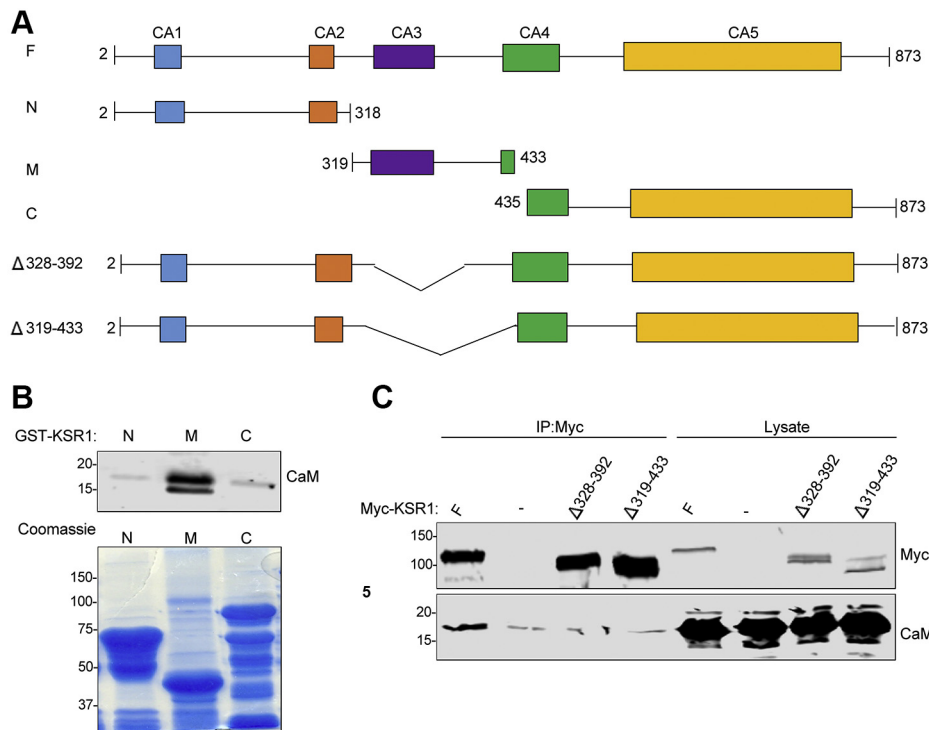 A
CA1 CA2 CA3 CA4 CA5
F 2 873
N 2 318
M 319 433
C 435 873
Δ328-392 2 873
Δ319-433 2 873
B
GST-KSR1: N M C
20
15
CaM
Coomassie
N M C
150
100
75
50
37
C
IP:Myc Lysate
Myc-KSR1: F - Δ328-392 Δ319-433 F - Δ328-392 Δ319-433
150
100
Myc
5
20
15
CaM